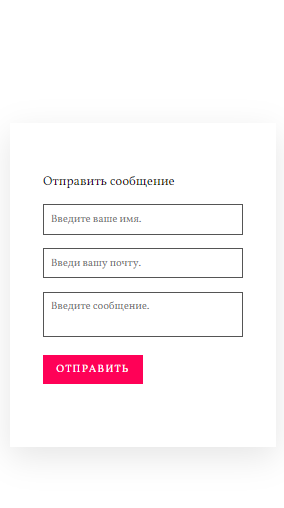 Отправить сообщение
Введите ваше имя.
Введи вашу почту.
Введите сообщение.
ОТПРАВИТЬ